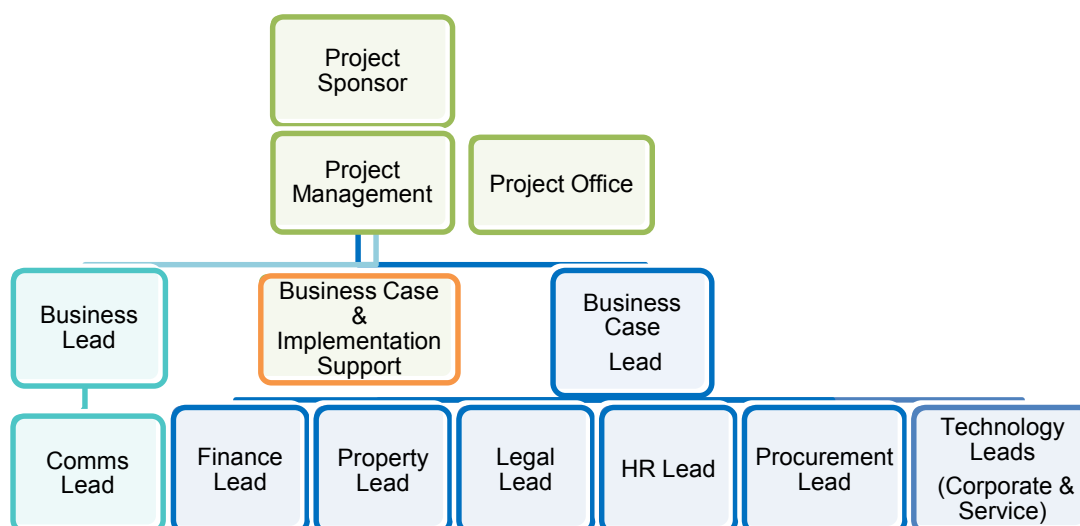 Project
Sponsor
Project
Management
Project Office
Business
Lead
Business Case
&
Implementation
Support
Business
Case
Lead
Comms
Lead
Finance
Lead
Property
Lead
Legal
Lead
HR Lead
Procurement
Lead
Technology
Leads
(Corporate &
Service)